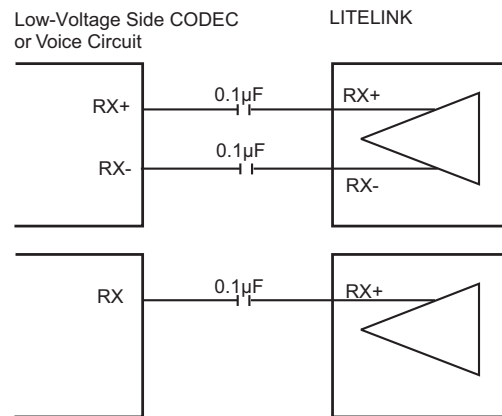 Low-Voltage Side CODEC
or Voice Circuit
LITELINK
RX+
0.1µF
RX+
RX-
0.1µF
RX-
RX
0.1µF
RX+